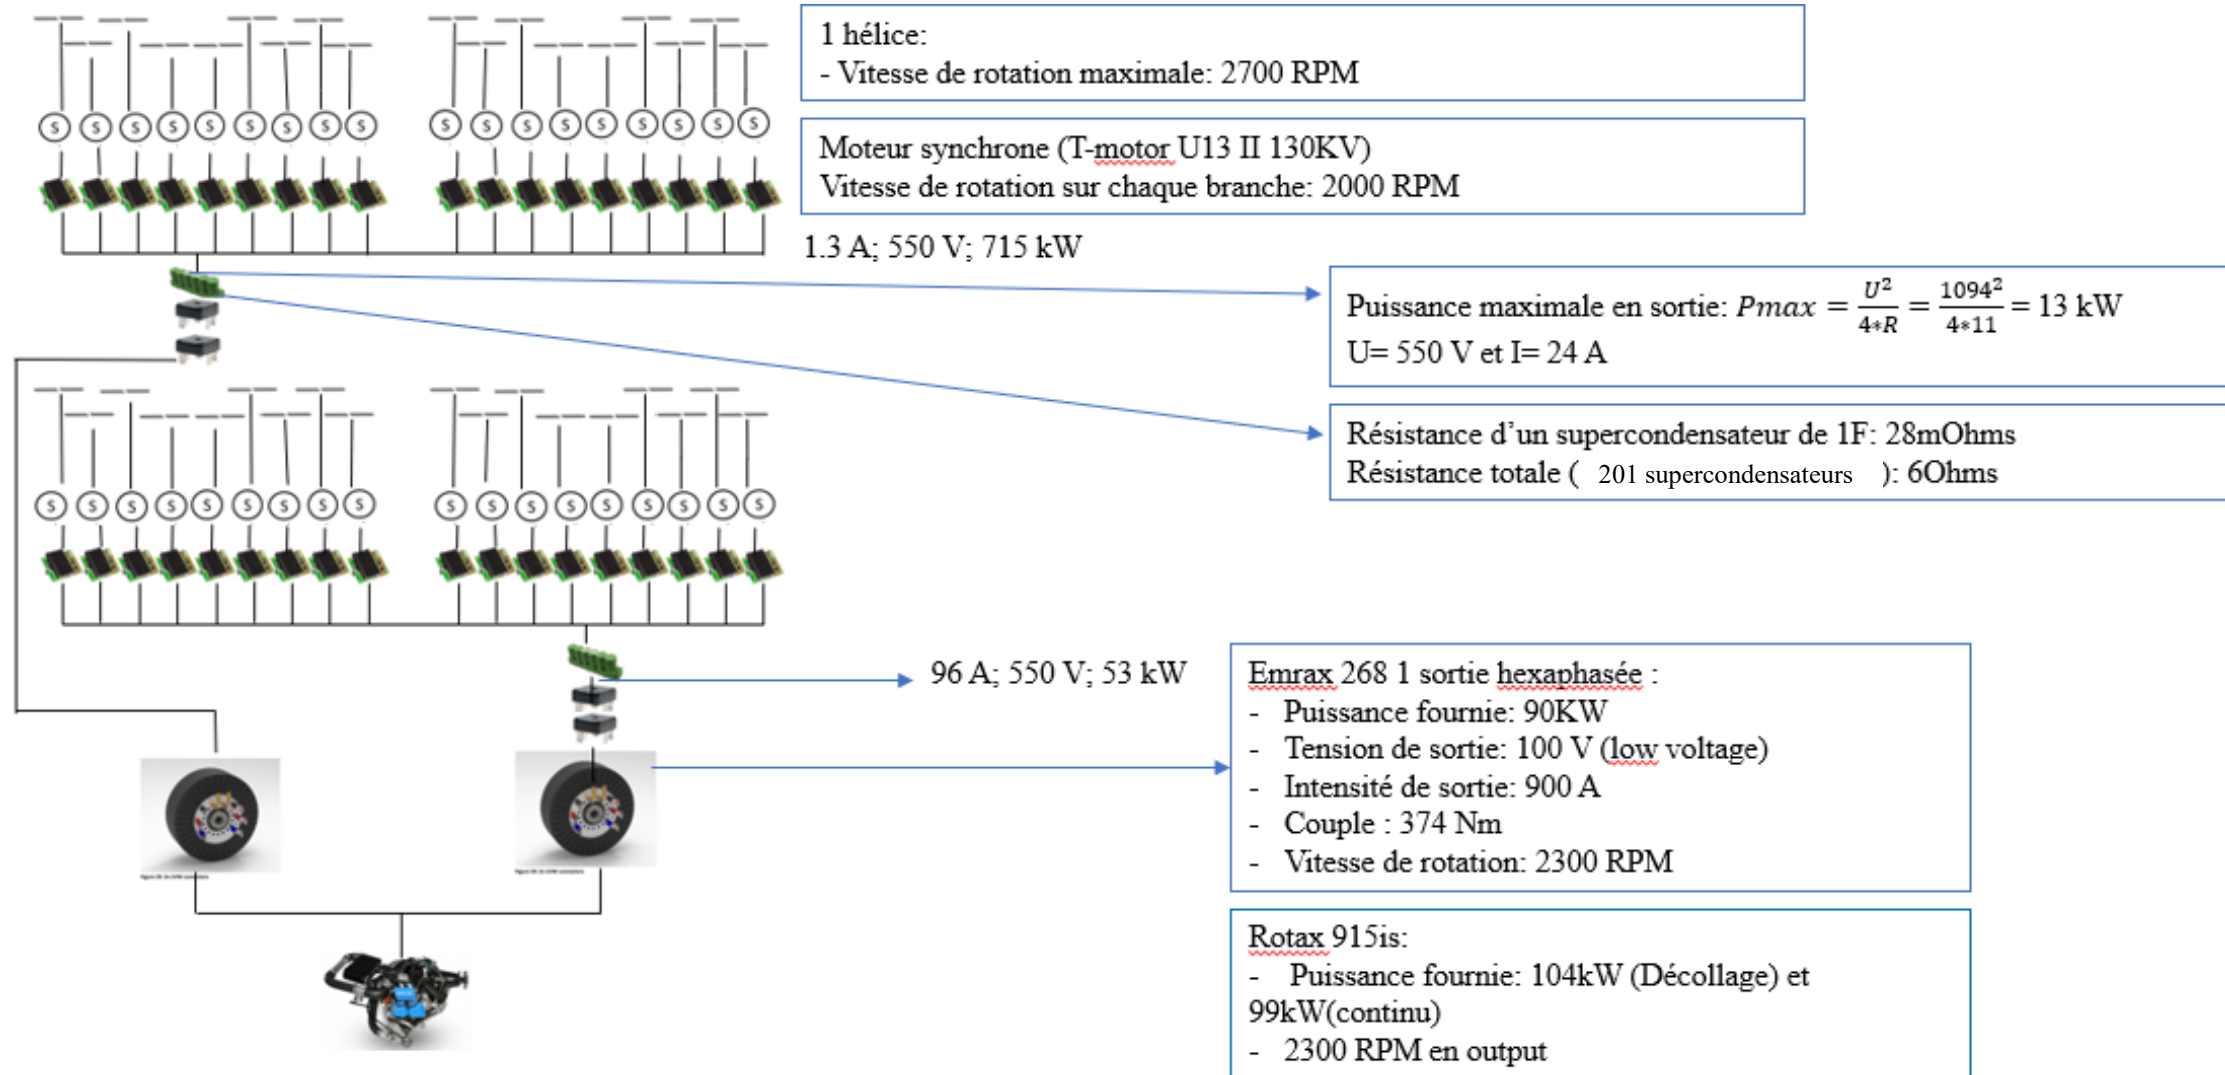 1 hélice:
- Vitesse de rotation maximale: 2700 RPM
Moteur synchrone (T-motor U13 II 130KV)
Vitesse de rotation sur chaque branche: 2000 RPM
1.3 A; 550 V; 715 kW
Puissance maximale en sortie: Pmax = U²/4*R = 1094²/4*11 = 13 kW
U= 550 V et I= 24 A
Résistance d’un supercondensateur de 1F: 28mOhms
Résistance totale ( 201 supercondensateurs ): 6Ohms
S S S S S S S S S S S S S S S S S S
S S S S S S S S S S S S S S S S S S
96 A; 550 V; 53 kW
Emrax 268 1 sortie hexaphasée :
- Puissance fournie: 90KW
- Tension de sortie: 100 V (low voltage)
- Intensité de sortie: 900 A
- Couple : 374 Nm
- Vitesse de rotation: 2300 RPM
Rotax 915is:
- Puissance fournie: 104kW (Décollage) et
99kW(continu)
- 2300 RPM en output